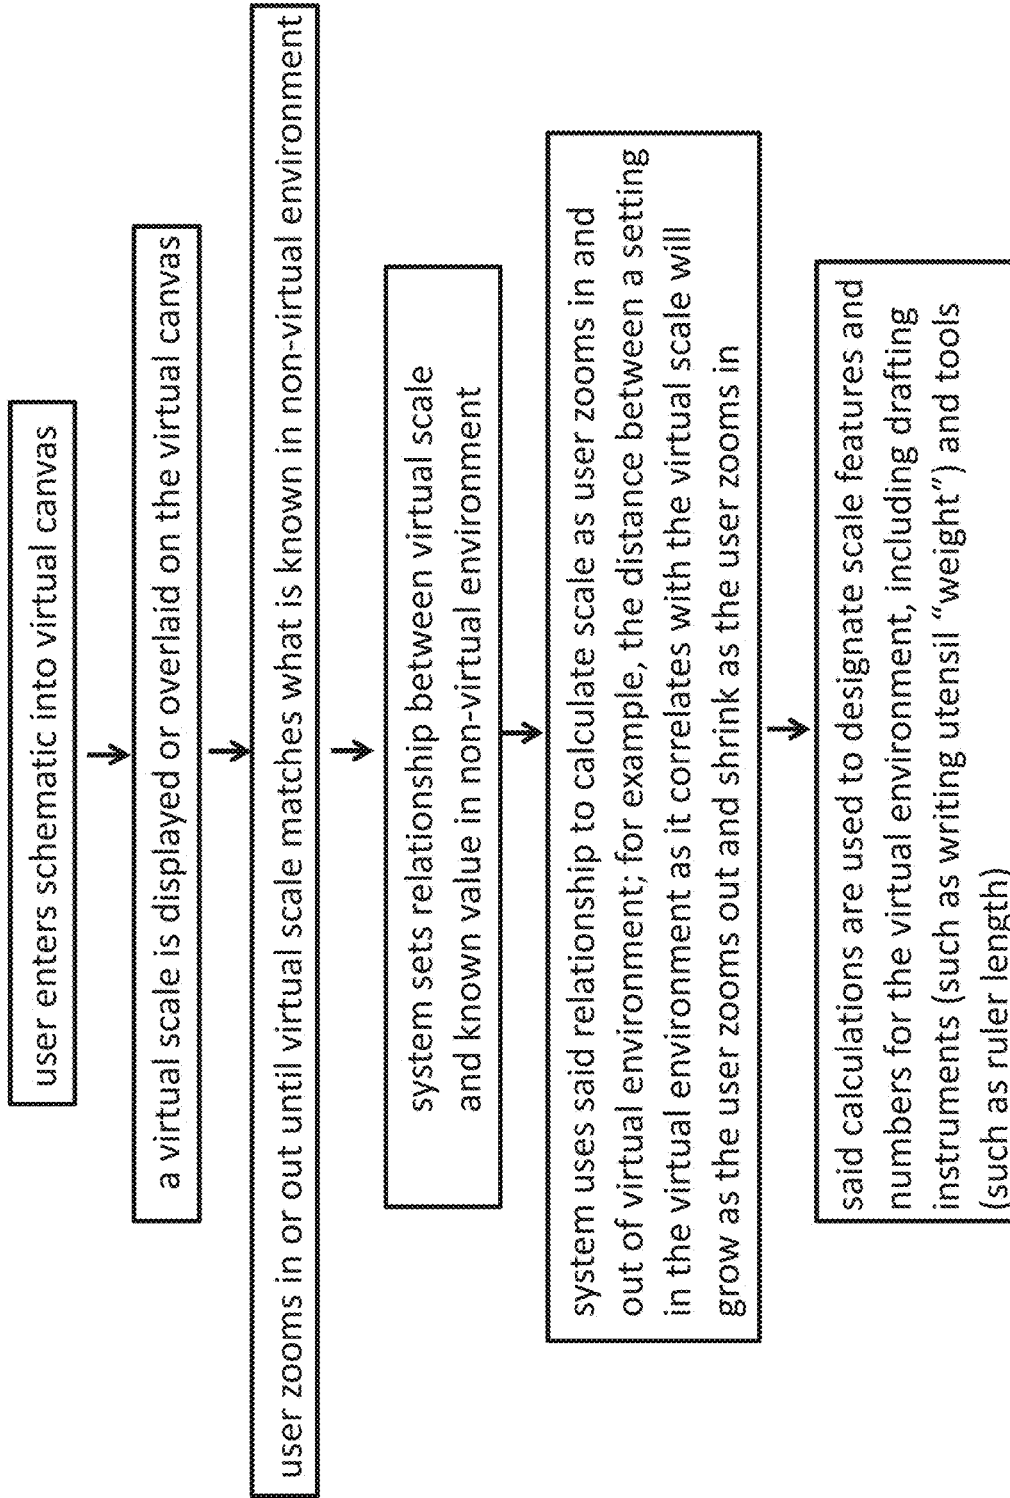 user enters schematic into virtual canvas
a virtual scale is displayed or overlaid on the virtual canvas
user zooms in or out until virtual scale matches what is known in non-virtual environment
system sets relationship between virtual scale
and known value in non-virtual environment
system uses said relationship to calculate scale as user zooms in and
out of virtual environment; for example, the distance between a setting
in the virtual environment as it correlates with the virtual scale will
grow as the user zooms out and shrink as the user zooms in
said calculations are used to designate scale features and
numbers for the virtual environment, including drafting
instruments (such as writing utensil “weight”) and tools
(such as ruler length)